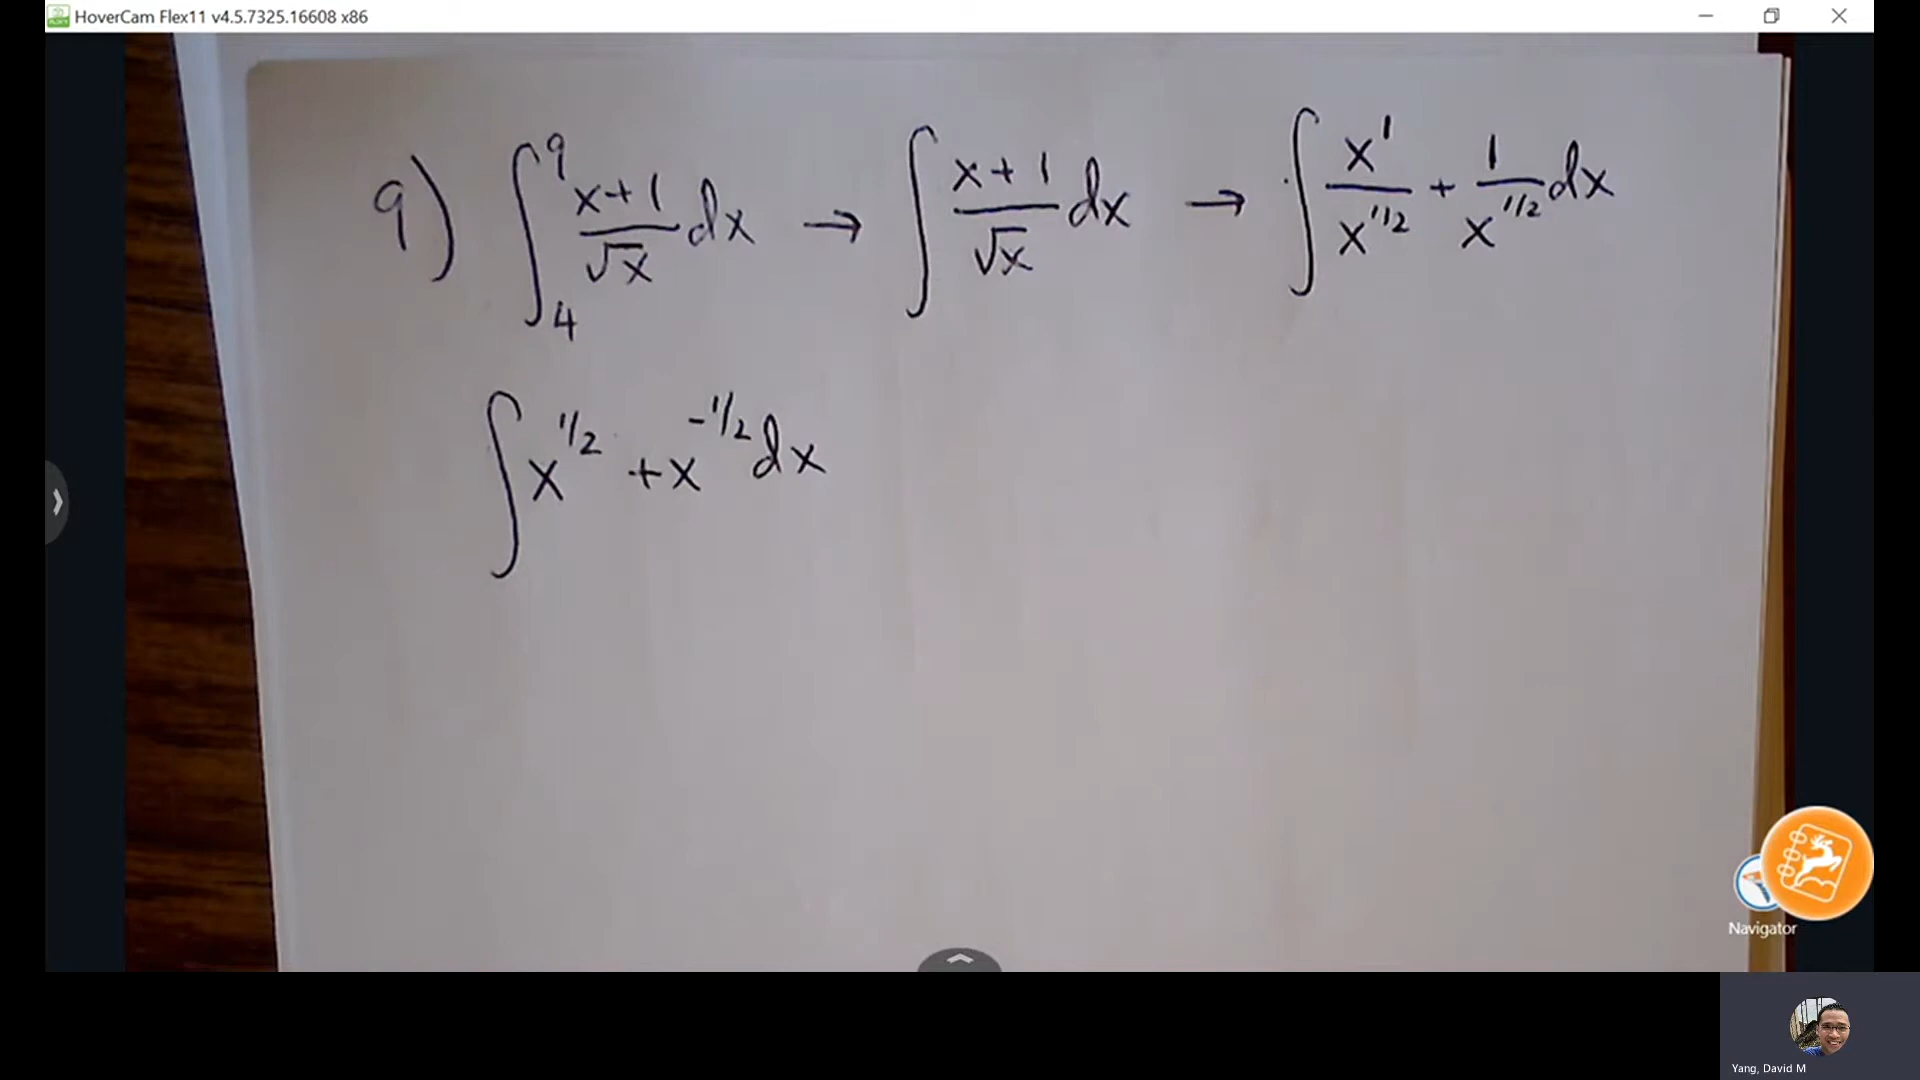 HoverCam Flex11 v4.5.7325.16608 x86
9) ∫₄⁹ (x+1)/√x dx → ∫ (x+1)/√x dx → ∫ x¹/x^(1/2) + 1/x^(1/2) dx
∫ x^(1/2) + x^(-1/2) dx
Navigator
Yang, David M